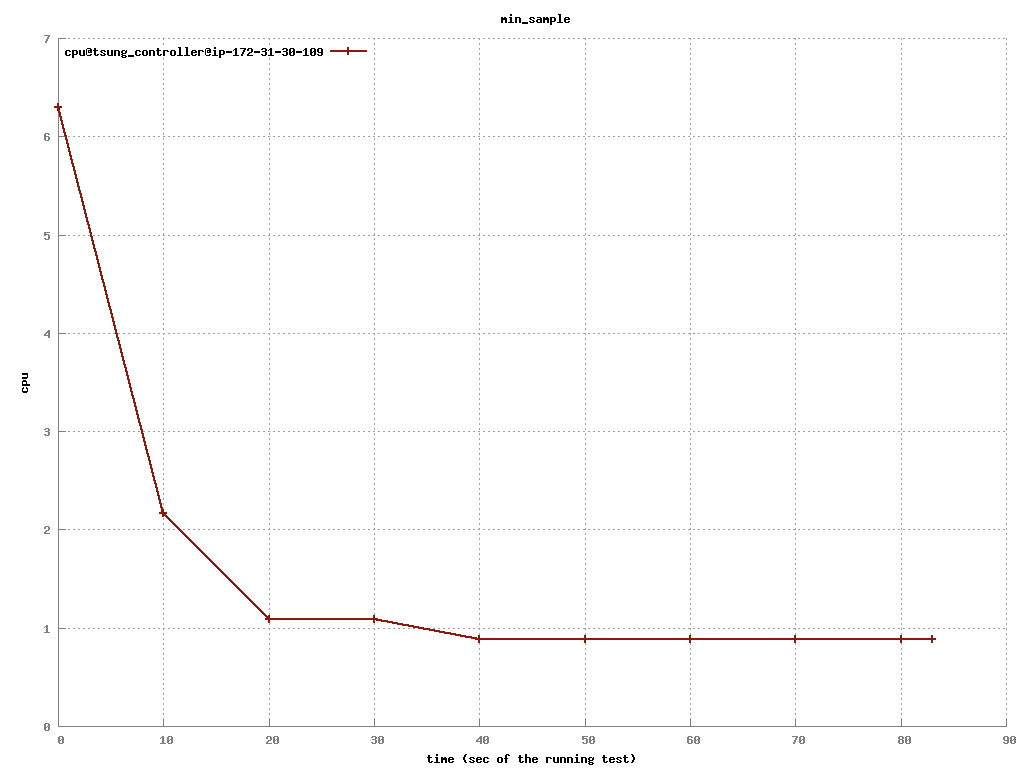 min_sample
cpu@tsung_controller@ip-172-31-30-109
7
6
5
4
3
2
1
0
cpu
0 10 20 30 40 50 60 70 80 90
time (sec of the running test)